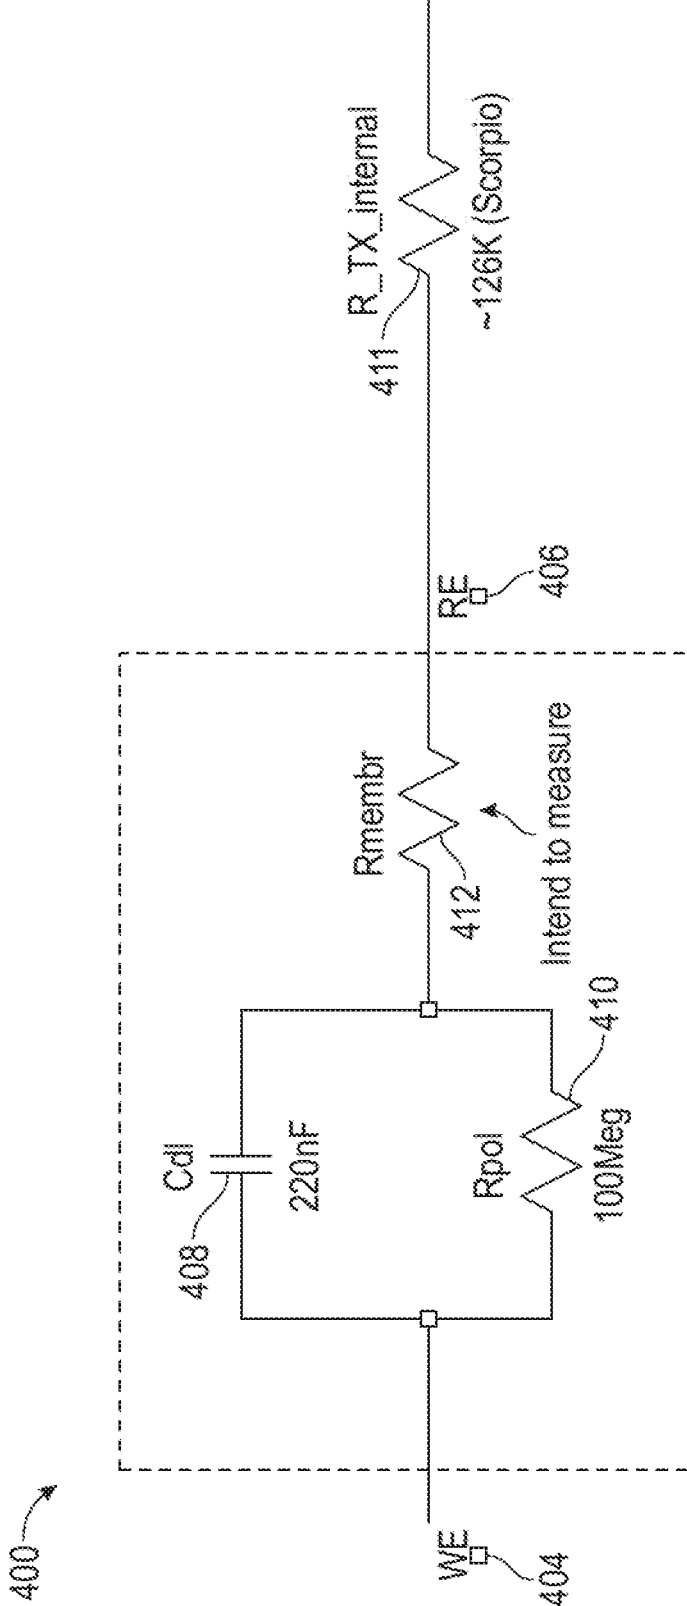 400
WE
404
Cdl
408
220nF
Rpol
410
100Meg
Rmembr
412
Intend to measure
RE
406
R_TX_internal
411
~126K (Scorpio)